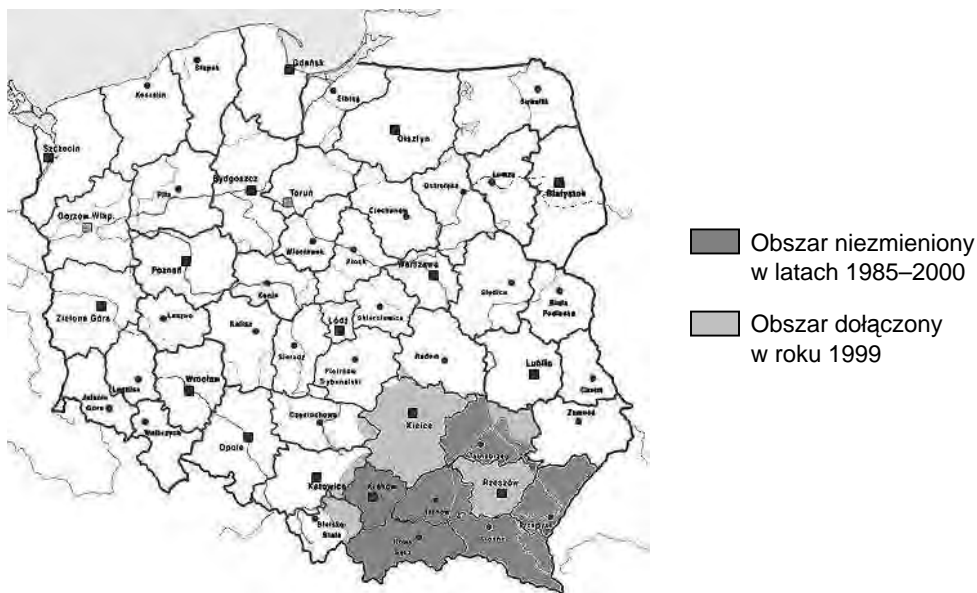 Słupsk
Gdańsk
Koszalin
Elbląg
Suwałki
Olsztyn
Szczecin
Bydgoszcz
Piła
Toruń
Ostrołęka
Łomża
Białystok
Ciechanów
Gorzów Wlkp.
Włocławek
Płock
Poznań
Warszawa
Konin
Siedlce
Biała
Podlaska
Zielona Góra
Leszno
Kalisz
Łódź
Skierniewice
Sieradz
Radom
Piotrków
Trybunalski
Lublin
Chełm
Legnica
Wrocław
Jelenia
Góra
Wałbrzych
Częstochowa
Kielce
Zamość
Opole
Tarnobrzeg
Katowice
Kraków
Rzeszów
Tarnów
Bielsko-
Biała
Nowy
Sącz
Krosno
Przemyśl
Obszar niezmieniony
w latach 1985–2000
Obszar dołączony
w roku 1999